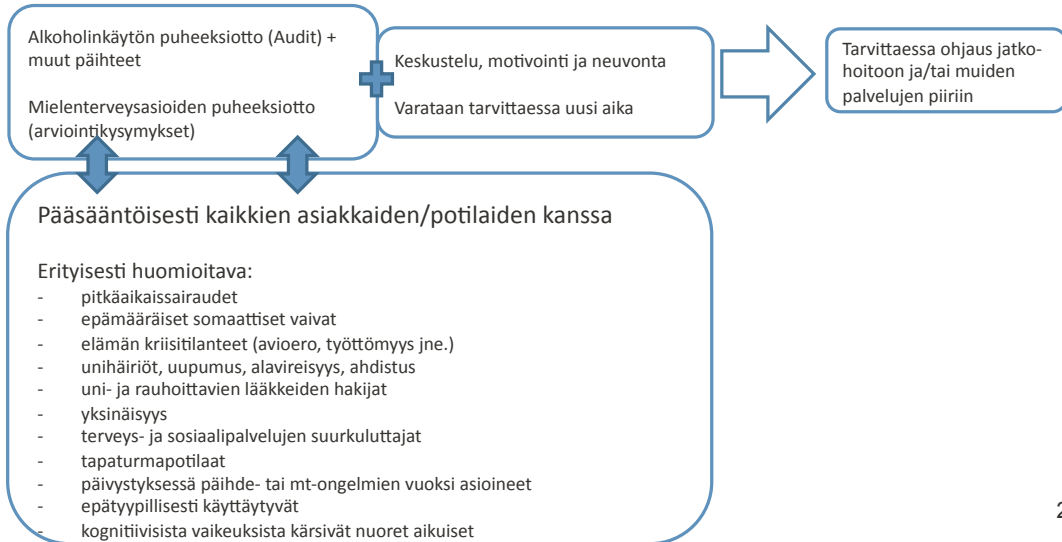 Alkoholinkäytön puheeksiotto (Audit) +
muut päihteet
Mielenterveysasioiden puheeksiotto
(arviointikysymykset)
Keskustelu, motivointi ja neuvonta
Varataan tarvittaessa uusi aika
Tarvittaessa ohjaus jatko-
hoitoon ja/tai muiden
palvelujen piiriin
Pääsääntöisesti kaikkien asiakkaiden/potilaiden kanssa
Erityisesti huomioitava:
- pitkäaikaissairaudet
- epämääräiset somaattiset vaivat
- elämän kriisitilanteet (avioero, työttömyys jne.)
- unihäiriöt, uupumus, alavireisyys, ahdistus
- uni- ja rauhoittavien lääkkeiden hakijat
- yksinäisyys
- terveys- ja sosiaalipalvelujen suurkuluttajat
- tapaturmapotilaat
- päivystyksessä päihde- tai mt-ongelmien vuoksi asioineet
- epätyypillisesti käyttäytyvät
- kognitiivisista vaikeuksista kärsivät nuoret aikuiset
2